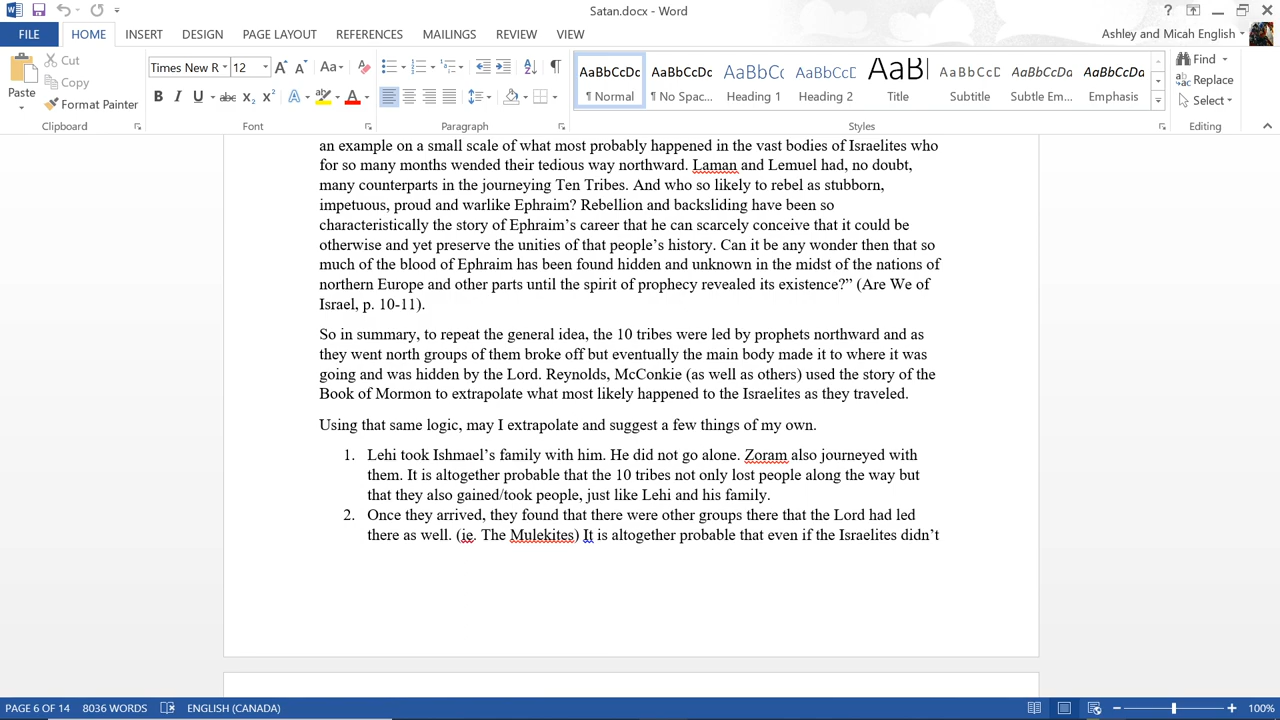 Satan.docx - Word
Ashley and Micah English
FILE HOME INSERT DESIGN PAGE LAYOUT REFERENCES MAILINGS REVIEW VIEW
Paste
Cut
Copy
Format Painter
Clipboard
Times New R 12
Font
Paragraph
AaBbCcDc AaBbCcDc AaBbCc AaBbCcD AaBl AaBbCcD AaBbCcDa AaBbCcDa
¶ Normal ¶ No Spac... Heading 1 Heading 2 Title Subtitle Subtle Em... Emphasis
Styles
Find
Replace
Select
Editing
an example on a small scale of what most probably happened in the vast bodies of Israelites who
for so many months wended their tedious way northward. Laman and Lemuel had, no doubt,
many counterparts in the journeying Ten Tribes. And who so likely to rebel as stubborn,
impetuous, proud and warlike Ephraim? Rebellion and backsliding have been so
characteristically the story of Ephraim’s career that he can scarcely conceive that it could be
otherwise and yet preserve the unities of that people’s history. Can it be any wonder then that so
much of the blood of Ephraim has been found hidden and unknown in the midst of the nations of
northern Europe and other parts until the spirit of prophecy revealed its existence?” (Are We of
Israel, p. 10-11).
So in summary, to repeat the general idea, the 10 tribes were led by prophets northward and as
they went north groups of them broke off but eventually the main body made it to where it was
going and was hidden by the Lord. Reynolds, McConkie (as well as others) used the story of the
Book of Mormon to extrapolate what most likely happened to the Israelites as they traveled.
Using that same logic, may I extrapolate and suggest a few things of my own.
1. Lehi took Ishmael’s family with him. He did not go alone. Zoram also journeyed with
them. It is altogether probable that the 10 tribes not only lost people along the way but
that they also gained/took people, just like Lehi and his family.
2. Once they arrived, they found that there were other groups there that the Lord had led
there as well. (ie. The Mulekites) It is altogether probable that even if the Israelites didn’t
PAGE 6 OF 14 8036 WORDS ENGLISH (CANADA) 100%